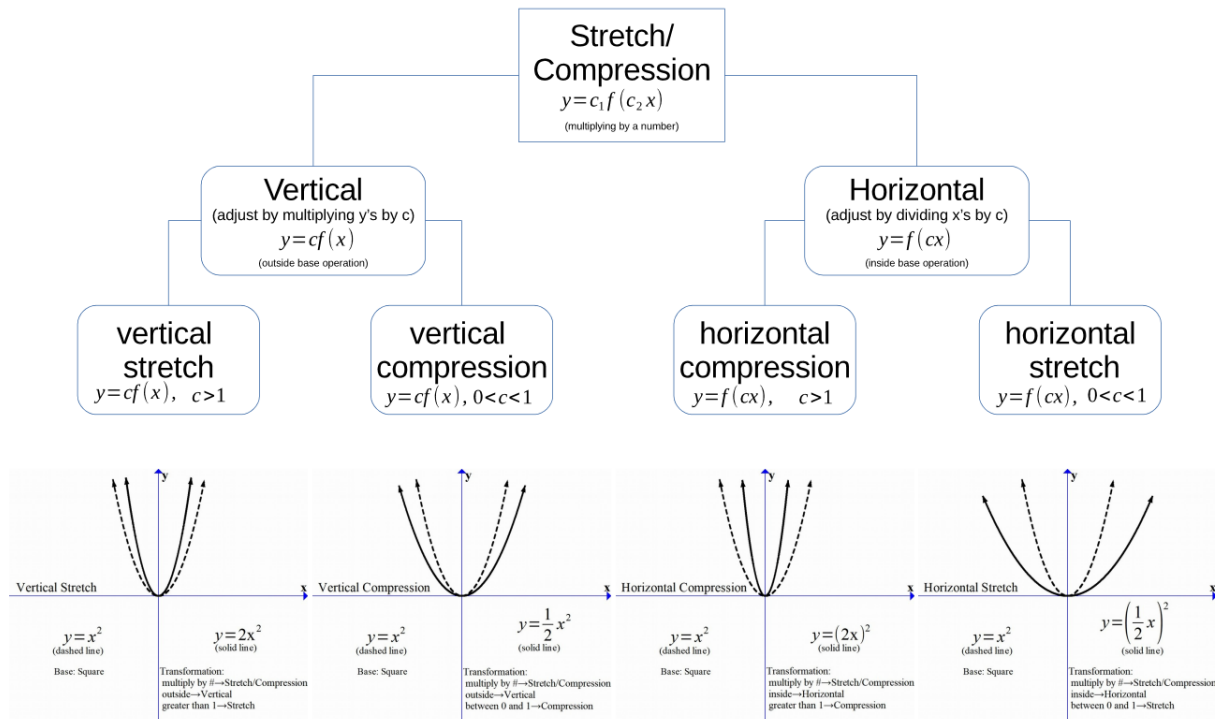 Stretch/
Compression
y=c₁f(c₂x)
(multiplying by a number)
Vertical
(adjust by multiplying y's by c)
y=cf(x)
(outside base operation)
Horizontal
(adjust by dividing x's by c)
y=f(cx)
(inside base operation)
vertical
stretch
y=cf(x), c>1
vertical
compression
y=cf(x), 0<c<1
horizontal
compression
y=f(cx), c>1
horizontal
stretch
y=f(cx), 0<c<1
y
Vertical Stretch
x
y=x²
(dashed line)
Base: Square
y=2x²
(solid line)
Transformation:
multiply by #→Stretch/Compression
outside→Vertical
greater than 1→Stretch
y
Vertical Compression
x
y=x²
(dashed line)
Base: Square
y=1/2 x²
(solid line)
Transformation:
multiply by #→Stretch/Compression
outside→Vertical
between 0 and 1→Compression
y
Horizontal Compression
x
y=x²
(dashed line)
Base: Square
y=(2x)²
(solid line)
Transformation:
multiply by #→Stretch/Compression
inside→Horizontal
greater than 1→Compression
y
Horizontal Stretch
x
y=x²
(dashed line)
Base: Square
y=(1/2 x)²
(solid line)
Transformation:
multiply by #→Stretch/Compression
inside→Horizontal
between 0 and 1→Stretch